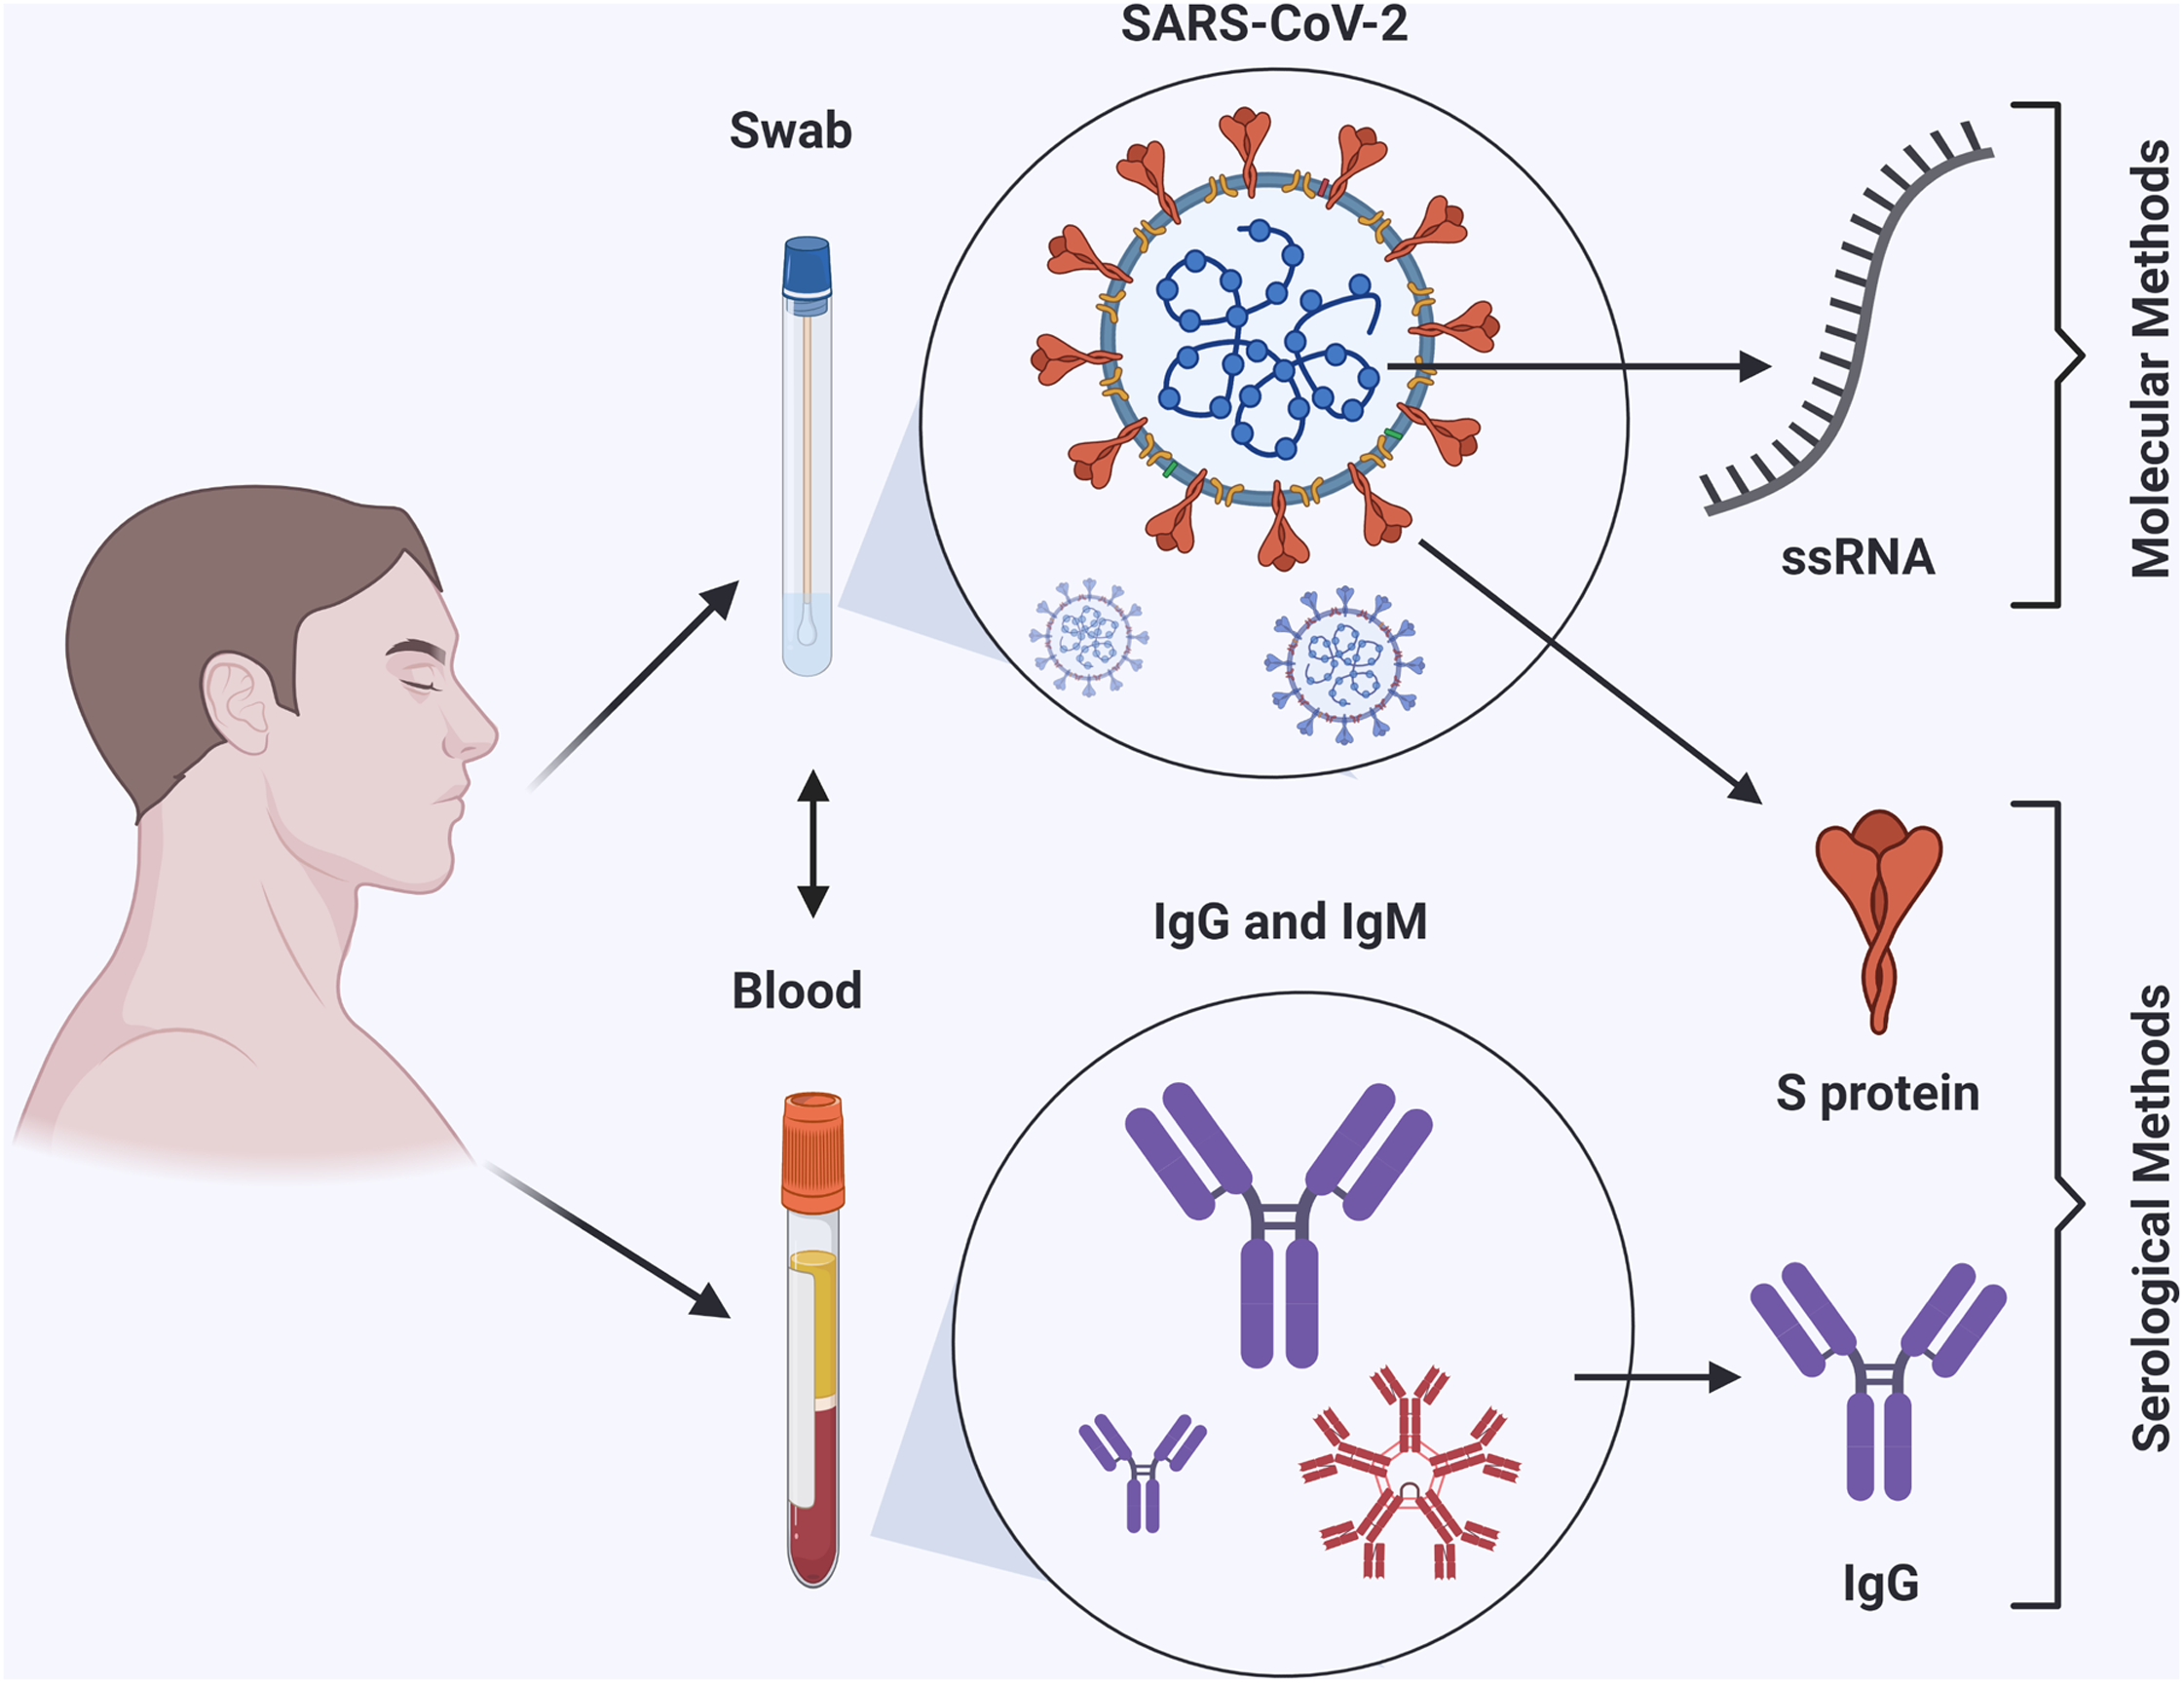 SARS-CoV-2
Swab
Molecular Methods
ssRNA
IgG and IgM
Blood
S protein
Serological Methods
IgG